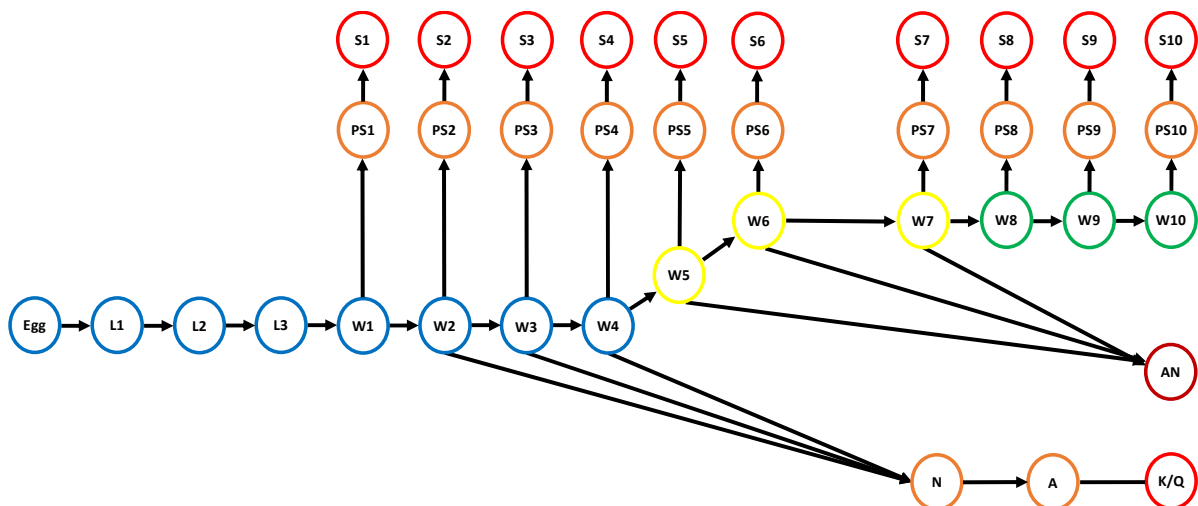 S1 S2 S3 S4 S5 S6 S7 S8 S9 S10
PS1 PS2 PS3 PS4 PS5 PS6 PS7 PS8 PS9 PS10
W6 W7 W8 W9 W10
W5
Egg L1 L2 L3 W1 W2 W3 W4
AN
N A K/Q